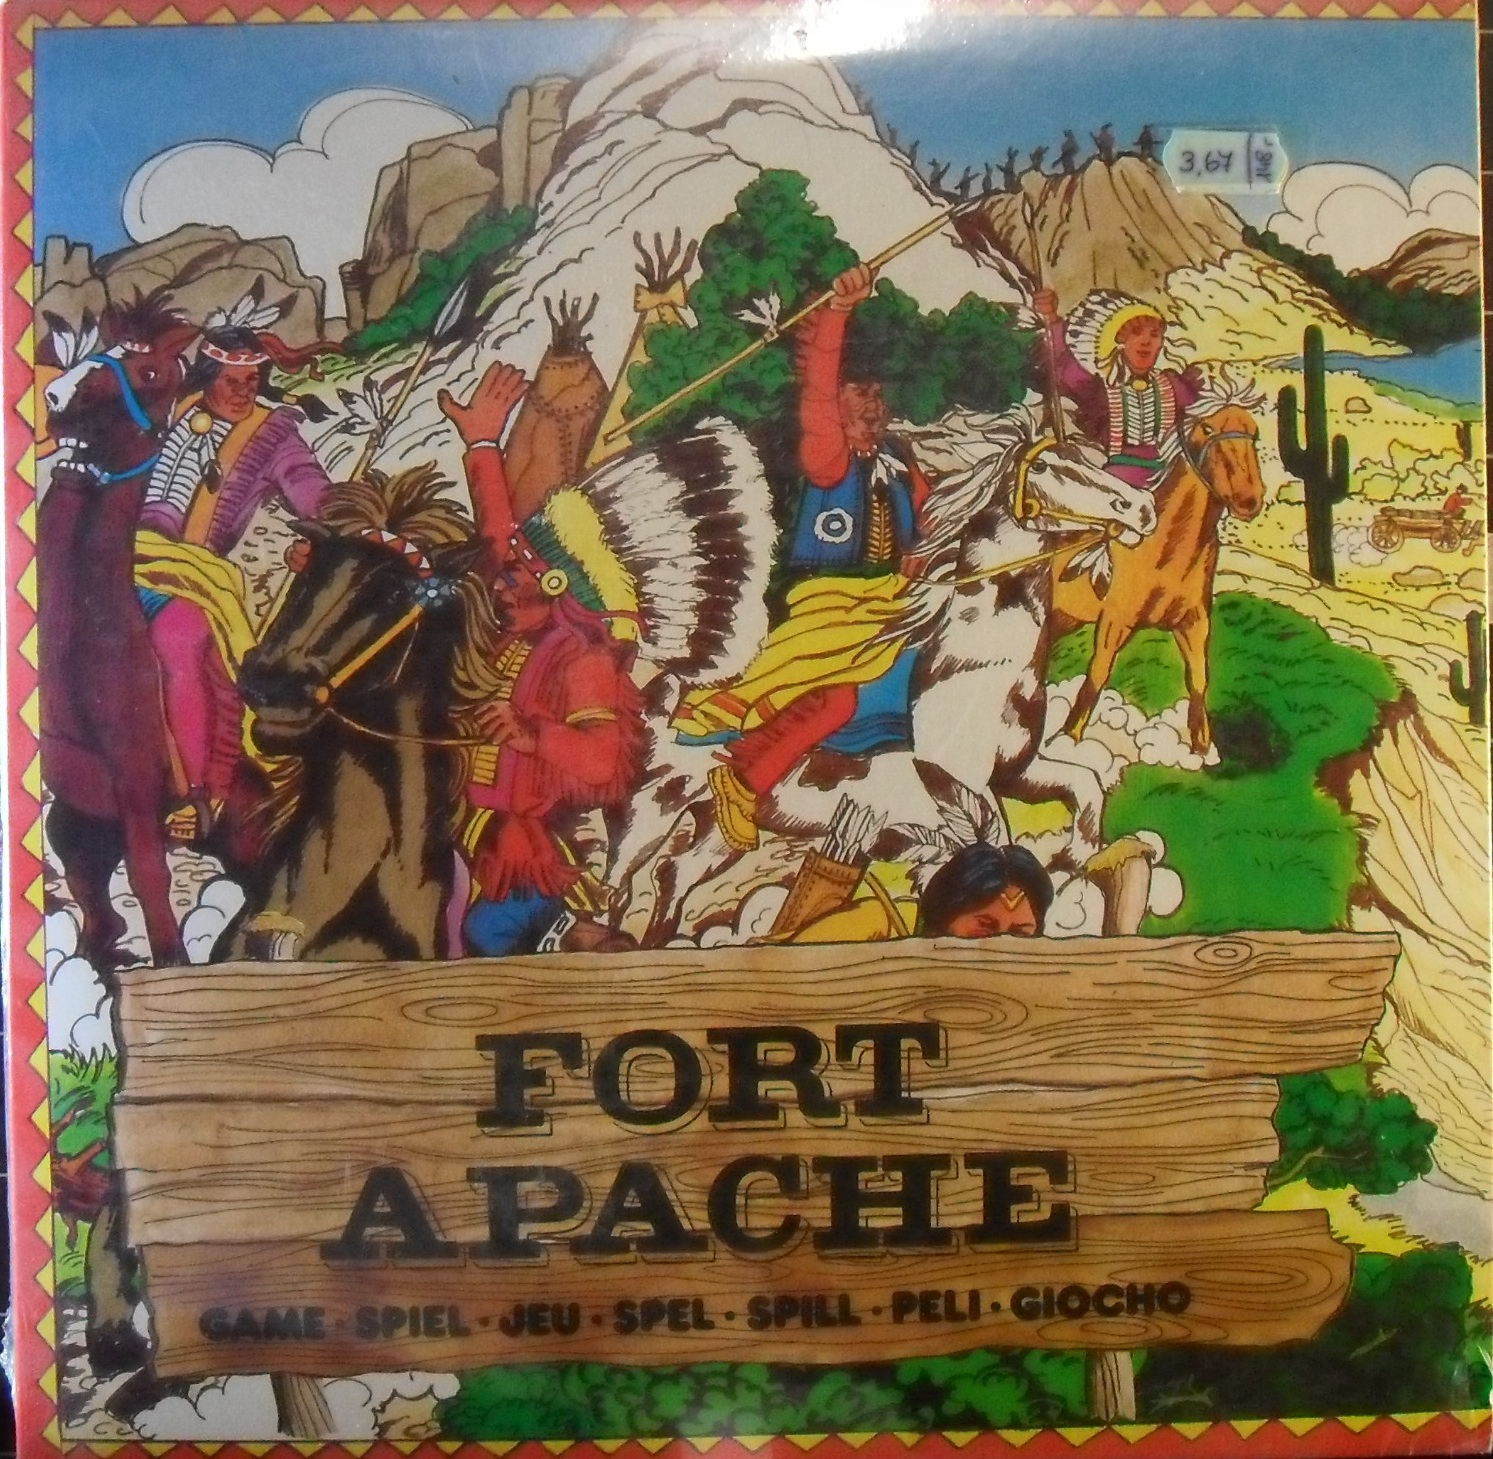 3,67
FORT
APACHE
GAME · SPIEL · JEU · SPEL · SPILL · PELI · GIOCHO